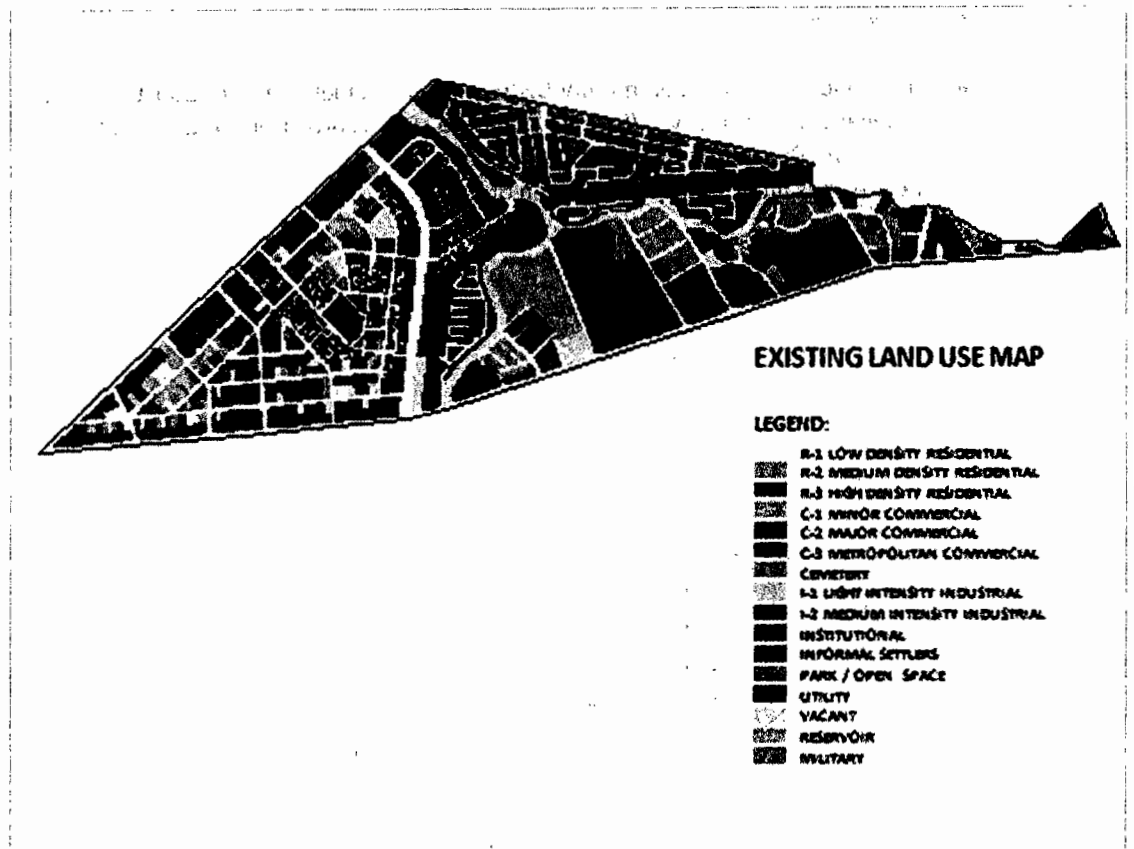 EXISTING LAND USE MAP
LEGEND:
R-1 LOW DENSITY RESIDENTIAL
R-2 MEDIUM DENSITY RESIDENTIAL
R-3 HIGH DENSITY RESIDENTIAL
C-1 MINOR COMMERCIAL
C-2 MAJOR COMMERCIAL
C-3 METROPOLITAN COMMERCIAL
CEMETERY
I-1 LIGHT INTENSITY INDUSTRIAL
I-2 MEDIUM INTENSITY INDUSTRIAL
INSTITUTIONAL
INFORMAL SETTLERS
PARK / OPEN SPACE
UTILITY
VACANT
RESERVOIR
MILITARY